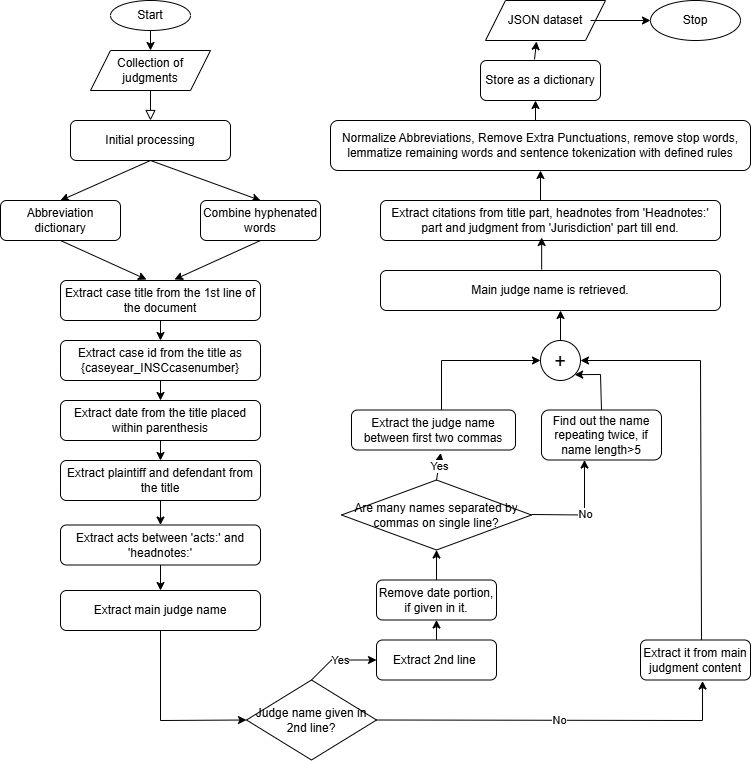 Start
Collection of
judgments
Initial processing
Abbreviation
dictionary
Combine hyphenated
words
Extract case title from the 1st line of
the document
Extract case id from the title as
{caseyear_INSCcasenumber}
Extract date from the title placed
within parenthesis
Extract plaintiff and defendant from
the title
Extract acts between 'acts:' and
'headnotes:'
Extract main judge name
Judge name given in
2nd line?
Yes
No
Extract 2nd line
Remove date portion,
if given in it.
Are many names separated by
commas on single line?
Yes
No
Extract the judge name
between first two commas
Find out the name
repeating twice, if
name length>5
Extract it from main
judgment content
+
Main judge name is retrieved.
Extract citations from title part, headnotes from 'Headnotes:'
part and judgment from 'Jurisdiction' part till end.
Normalize Abbreviations, Remove Extra Punctuations, remove stop words,
lemmatize remaining words and sentence tokenization with defined rules
Store as a dictionary
JSON dataset
Stop